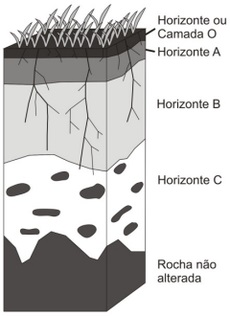 Horizonte ou
Camada O
Horizonte A
Horizonte B
Horizonte C
Rocha não
alterada